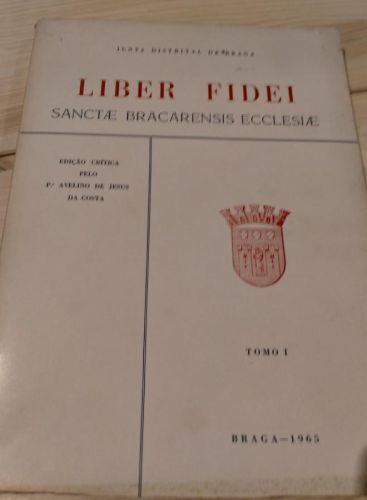 JUNTA DISTRITAL DE BRAGA
LIBER FIDEI
SANCTÆ BRACARENSIS ECCLESIÆ
EDIÇÃO CRÍTICA
PELO
P.e AVELINO DE JESUS
DA COSTA
TOMO I
BRAGA—1965